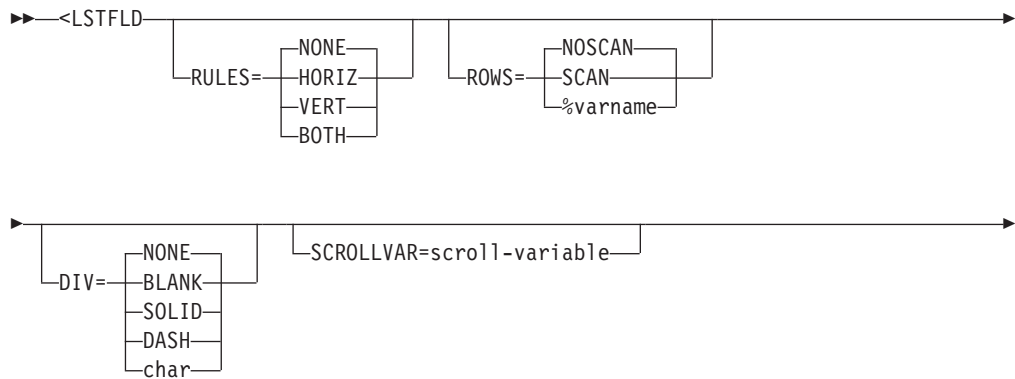 <LSTFLD
RULES=
NONE
HORIZ
VERT
BOTH
ROWS=
NOSCAN
SCAN
%varname
DIV=
NONE
BLANK
SOLID
DASH
char
SCROLLVAR=scroll-variable